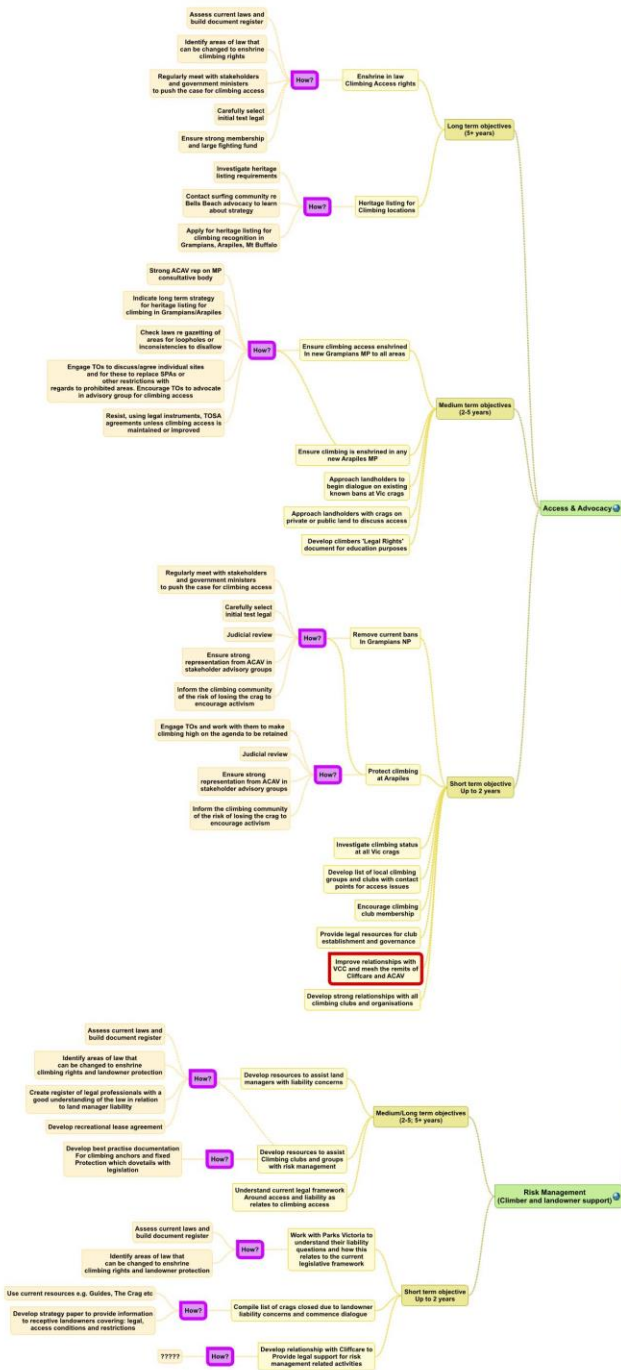 Assess current laws and
build document register
Identify areas of law that
can be changed to enshrine
climbing rights
Regularly meet with stakeholders
and government ministers
to push the case for climbing access
Carefully select
initial test legal
Ensure strong membership
and large fighting fund
How?
Enshrine in law
Climbing Access rights
Investigate heritage
listing requirements
Contact surfing community re
Bells Beach advocacy to learn
about strategy
Apply for heritage listing for
climbing recognition in
Grampians, Arapiles, Mt Buffalo
How?
Heritage listing for
Climbing locations
Long term objectives
(5+ years)
Strong ACAV rep on MP
consultative body
Indicate long term strategy
for heritage listing for
climbing in Grampians/Arapiles
Check laws re gazetting of
areas for loopholes or
inconsistencies to disallow
Engage TOs to discuss/agree individual sites
and for these to replace SPAs or
other restrictions with
regards to prohibited areas. Encourage TOs to advocate
in advisory group for climbing access
Resist, using legal instruments, TOSA
agreements unless climbing access is
maintained or improved
How?
Ensure climbing access enshrined
In new Grampians MP to all areas
Ensure climbing is enshrined in any
new Arapiles MP
Approach landholders to
begin dialogue on existing
known bans at Vic crags
Approach landholders with crags on
private or public land to discuss access
Develop climbers 'Legal Rights'
document for education purposes
Medium term objectives
(2-5 years)
Access & Advocacy
Regularly meet with stakeholders
and government ministers
to push the case for climbing access
Carefully select
initial test legal
Judicial review
Ensure strong
representation from ACAV in
stakeholder advisory groups
Inform the climbing community
of the risk of losing the crag to
encourage activism
How?
Remove current bans
In Grampians NP
Engage TOs and work with them to make
climbing high on the agenda to be retained
Judicial review
Ensure strong
representation from ACAV in
stakeholder advisory groups
Inform the climbing community
of the risk of losing the crag to
encourage activism
How?
Protect climbing
at Arapiles
Short term objective
Up to 2 years
Investigate climbing status
at all Vic crags
Develop list of local climbing
groups and clubs with contact
points for access issues
Encourage climbing
club membership
Provide legal resources for club
establishment and governance
Improve relationships with
VCC and mesh the remits of
Cliffcare and ACAV
Develop strong relationships with all
climbing clubs and organisations
Assess current laws and
build document register
Identify areas of law that
can be changed to enshrine
climbing rights and landowner protection
Create register of legal professionals with a
good understanding of the law in relation
to land manager liability
Develop recreational lease agreement
How?
Develop resources to assist land
managers with liability concerns
Develop best practise documentation
For climbing anchors and fixed
Protection which dovetails with
legislation
How?
Develop resources to assist
Climbing clubs and groups
with risk management
Understand current legal framework
Around access and liability as
relates to climbing access
Medium/Long term objectives
(2-5; 5+ years)
Risk Management
(Climber and landowner support)
Assess current laws and
build document register
Identify areas of law that
can be changed to enshrine
climbing rights and landowner protection
How?
Work with Parks Victoria to
understand their liability
questions and how this
relates to the current
legislative framework
Use current resources e.g. Guides, The Crag etc
Develop strategy paper to provide information
to receptive landowners covering: legal,
access conditions and restrictions
How?
Compile list of crags closed due to landowner
liability concerns and commence dialogue
Short term objective
Up to 2 years
?????
How?
Develop relationship with Cliffcare to
Provide legal support for risk
management related activities